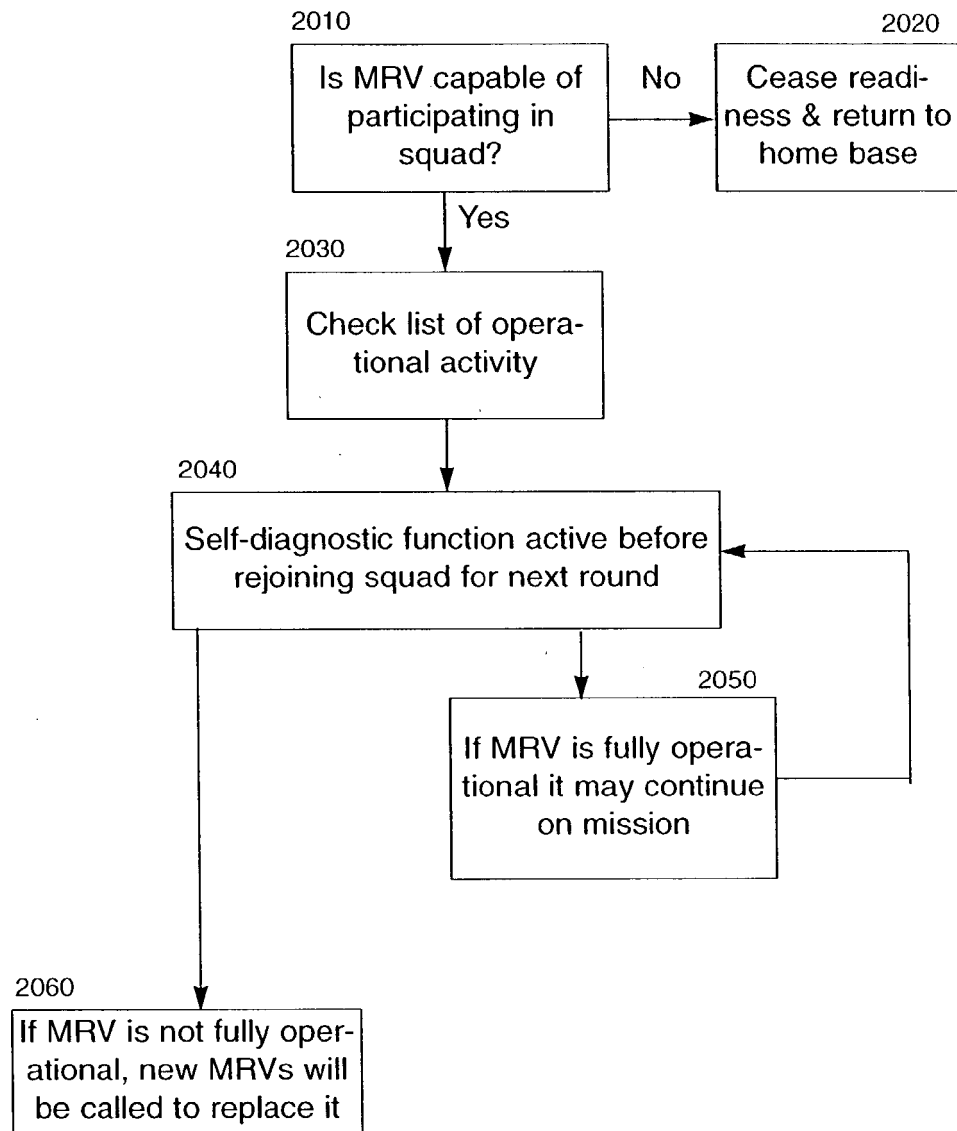 2010
Is MRV capable of
participating in
squad?
No
2020
Cease readi-
ness & return to
home base
Yes
2030
Check list of opera-
tional activity
2040
Self-diagnostic function active before
rejoining squad for next round
2050
If MRV is fully opera-
tional it may continue
on mission
2060
If MRV is not fully oper-
ational, new MRVs will
be called to replace it